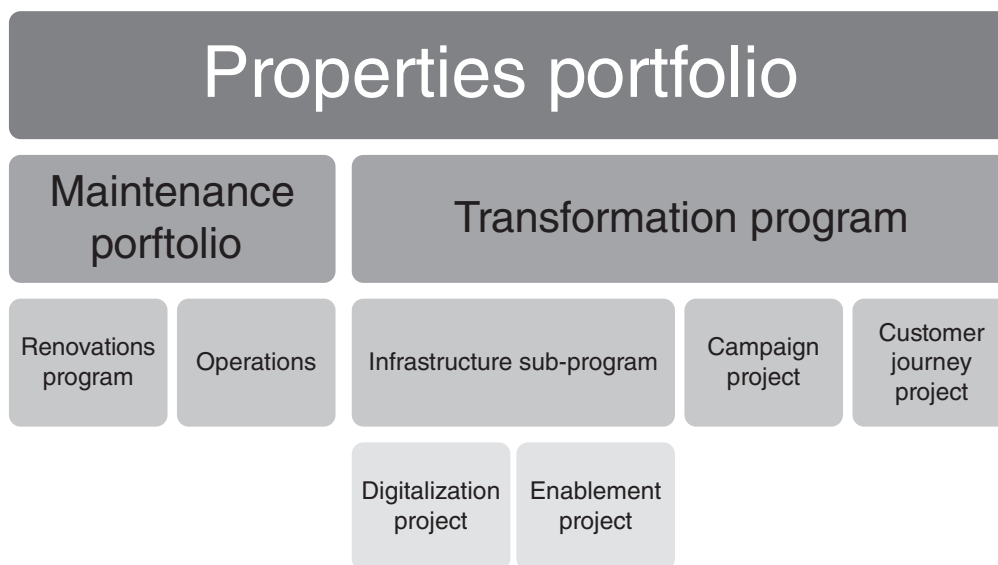 Properties portfolio
Maintenance
porftolio
Transformation program
Renovations
program
Operations
Infrastructure sub-program
Campaign
project
Customer
journey
project
Digitalization
project
Enablement
project